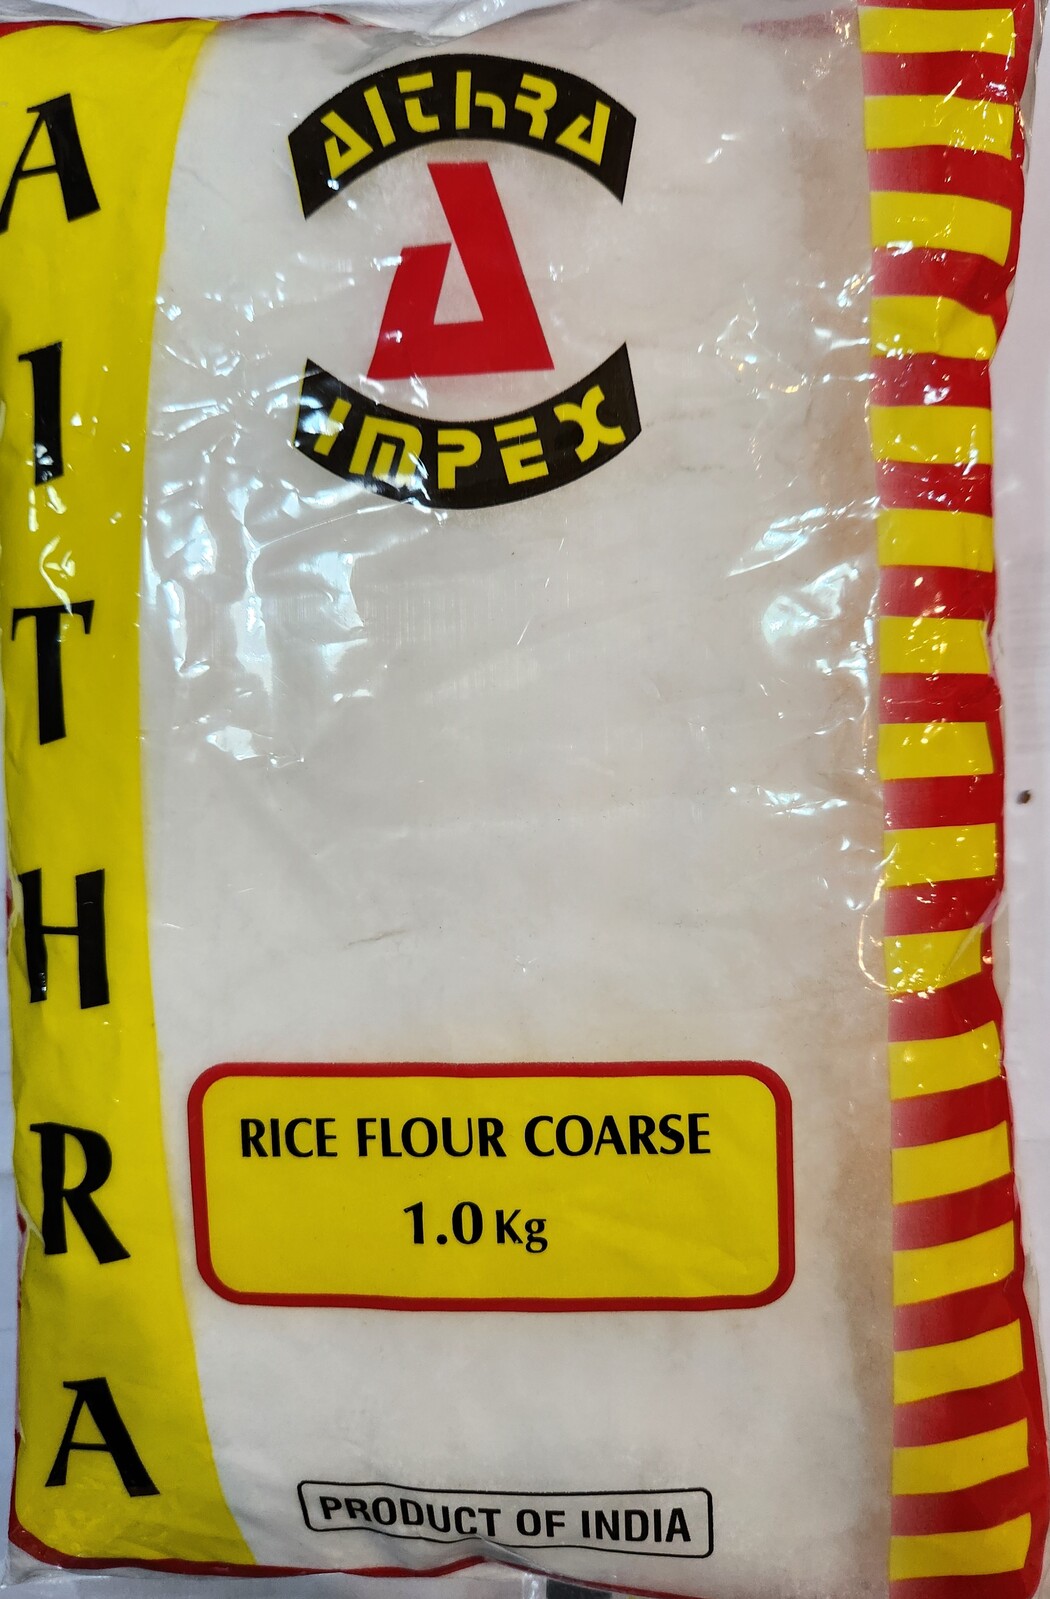 AITHRA
IMPEX
AITHRA
RICE FLOUR COARSE
1.0 Kg
PRODUCT OF INDIA